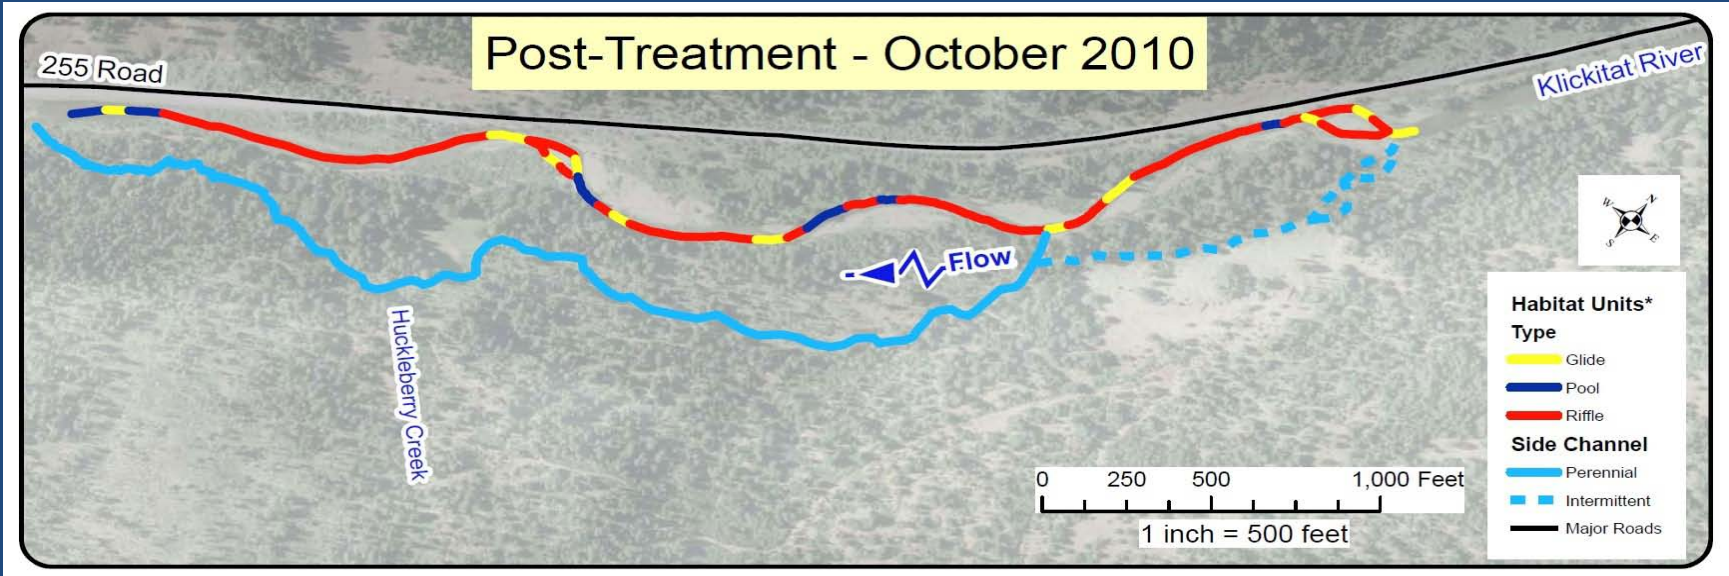 Post-Treatment - October 2010
255 Road
Klickitat River
Flow
Huckleberry Creek
N
W
S
E
Habitat Units*
Type
Glide
Pool
Riffle
Side Channel
Perennial
Intermittent
Major Roads
0 250 500 1,000 Feet
1 inch = 500 feet